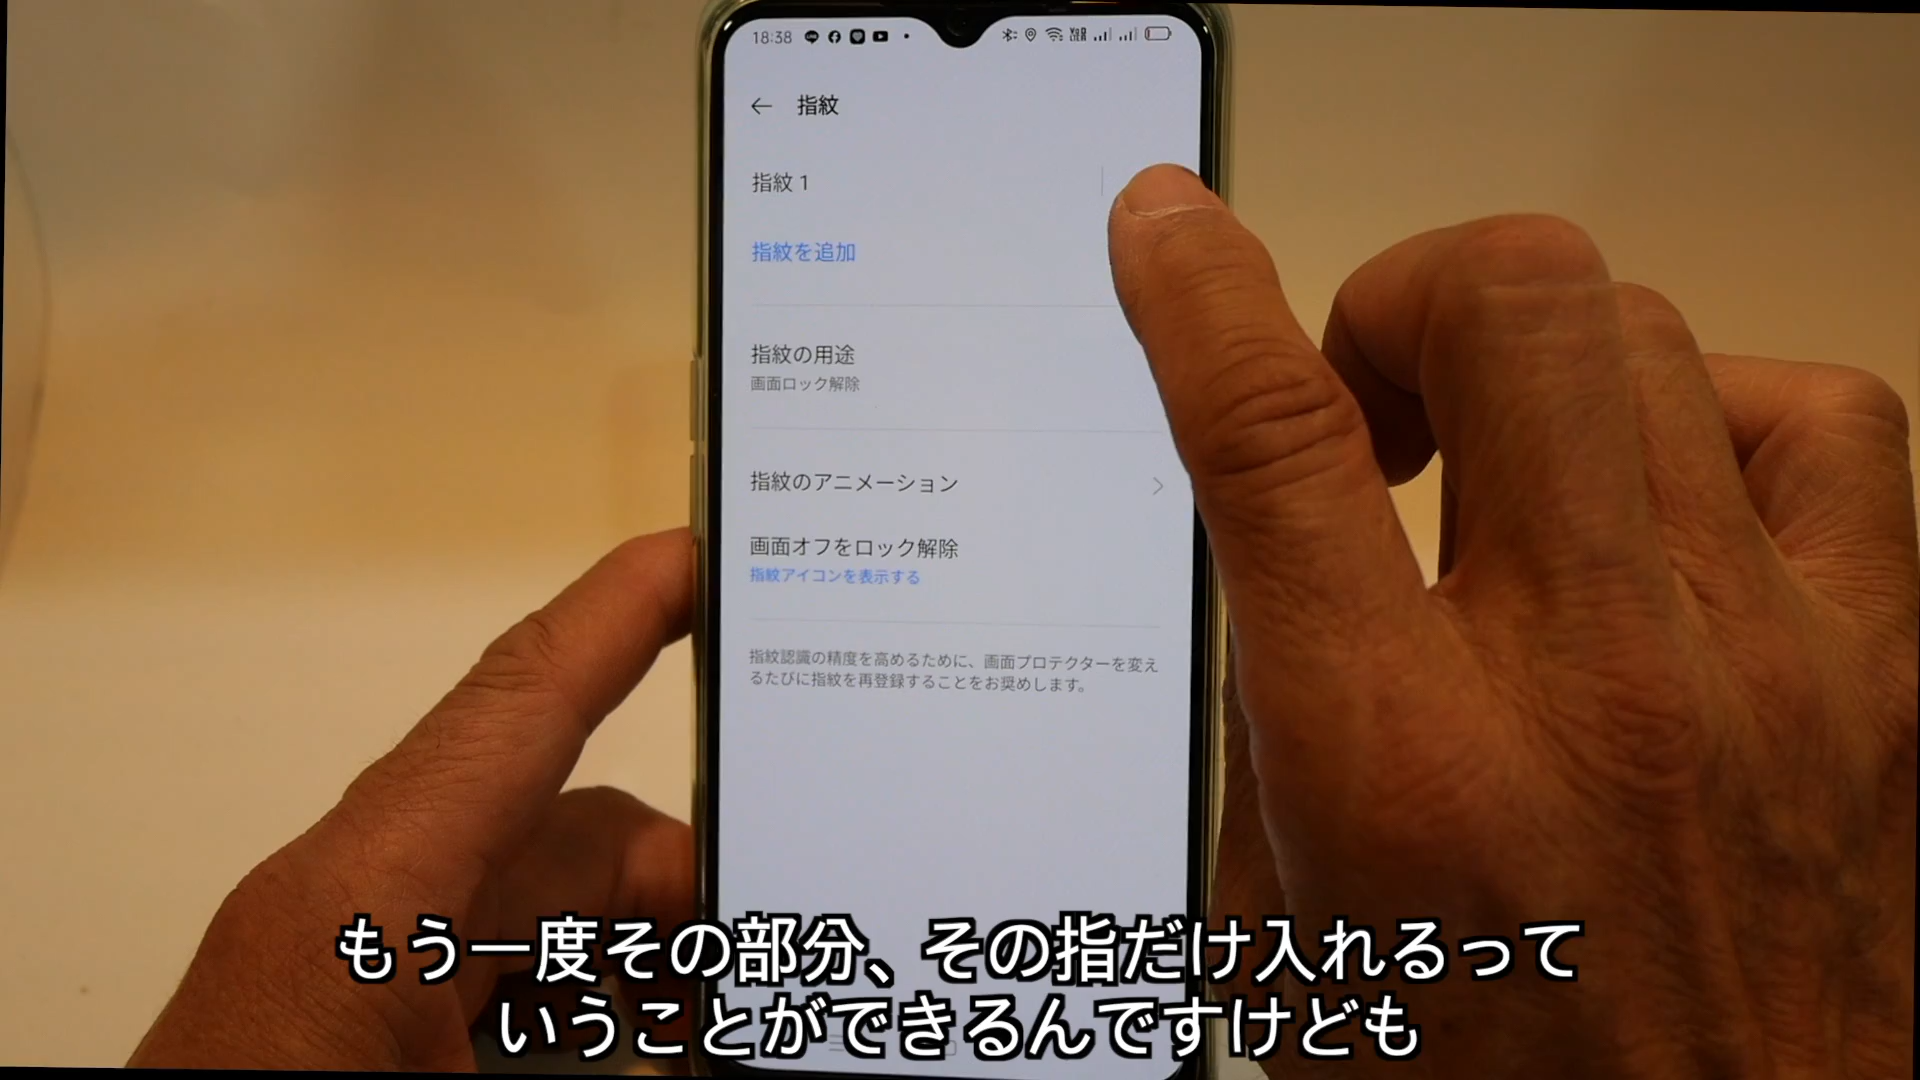 18:38
指紋
指紋 1
指紋を追加
指紋の用途
画面ロック解除
指紋のアニメーション
画面オフをロック解除
指紋アイコンを表示する
指紋認識の精度を高めるために、画面プロテクターを変え
るたびに指紋を再登録することをお奨めします。
もう一度その部分、その指だけ入れるって
いうことができるんですけども